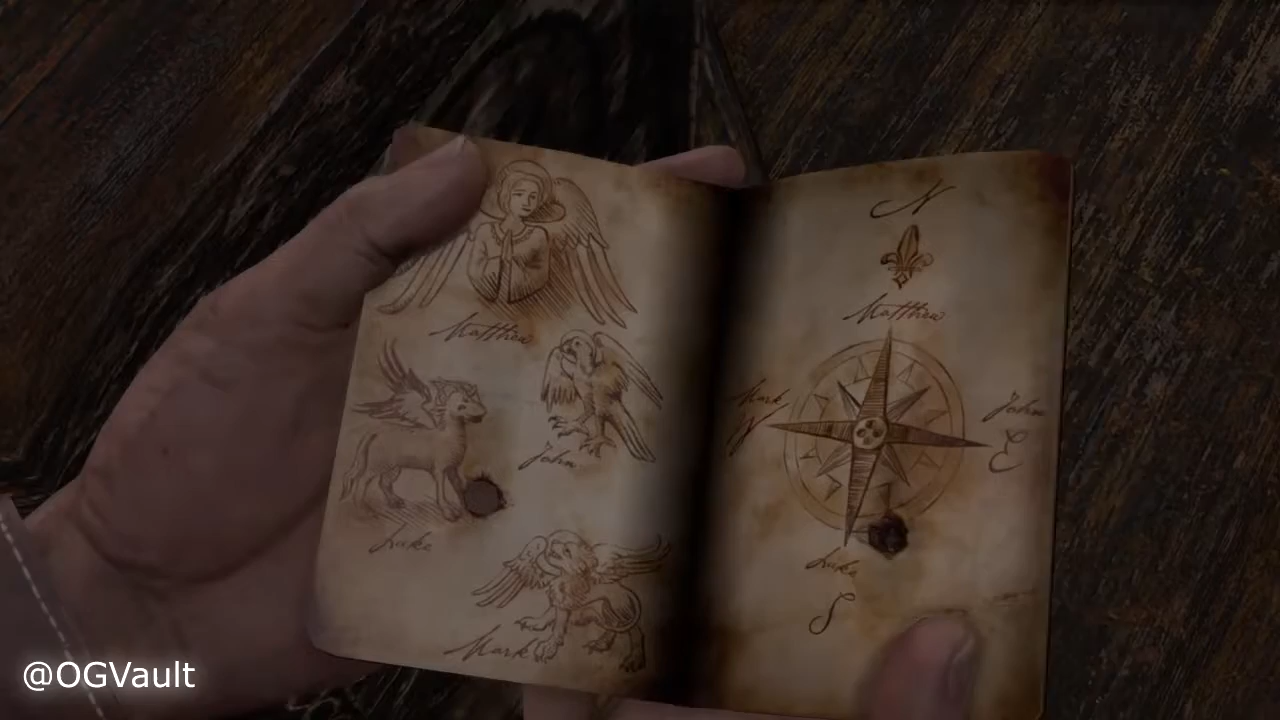 Matthew
John
Luke
Mark
N
Matthew
Mark
W
John
E
Luke
S
@OGVault